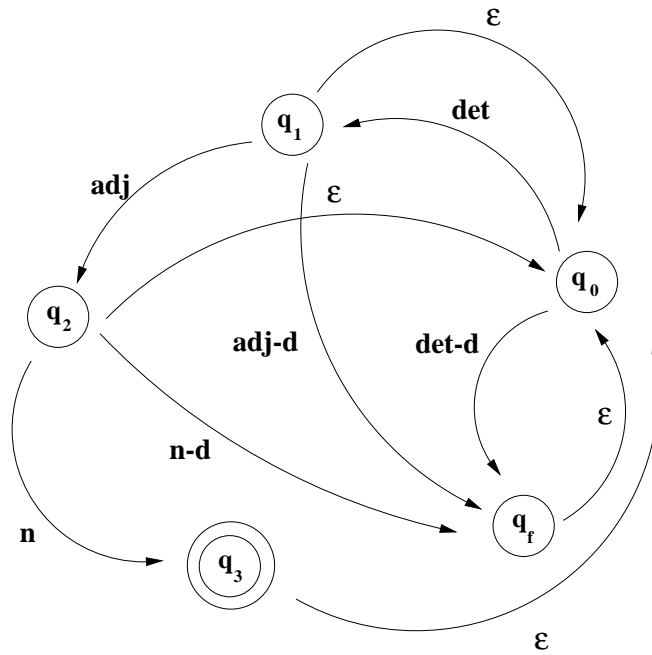 ε
det
q1
adj
ε
q0
q2
adj-d
det-d
ε
n-d
qf
n
q3
ε